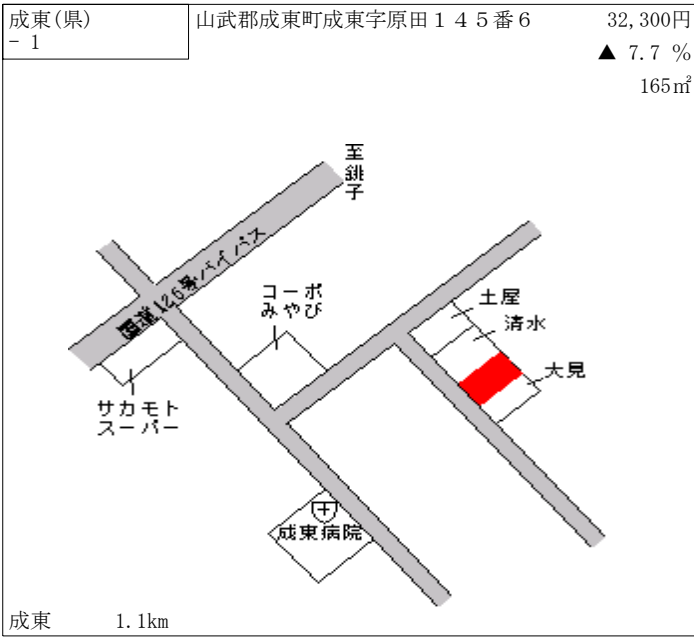 成東(県)
－１
山武郡成東町成東字原田１４５番６
32,300円
▲ 7.7 %
165㎡
至銚子
国道126号バイパス
コーポ
みやび
土屋
清水
大見
サカモト
スーパー
成東病院
成東 1.1km